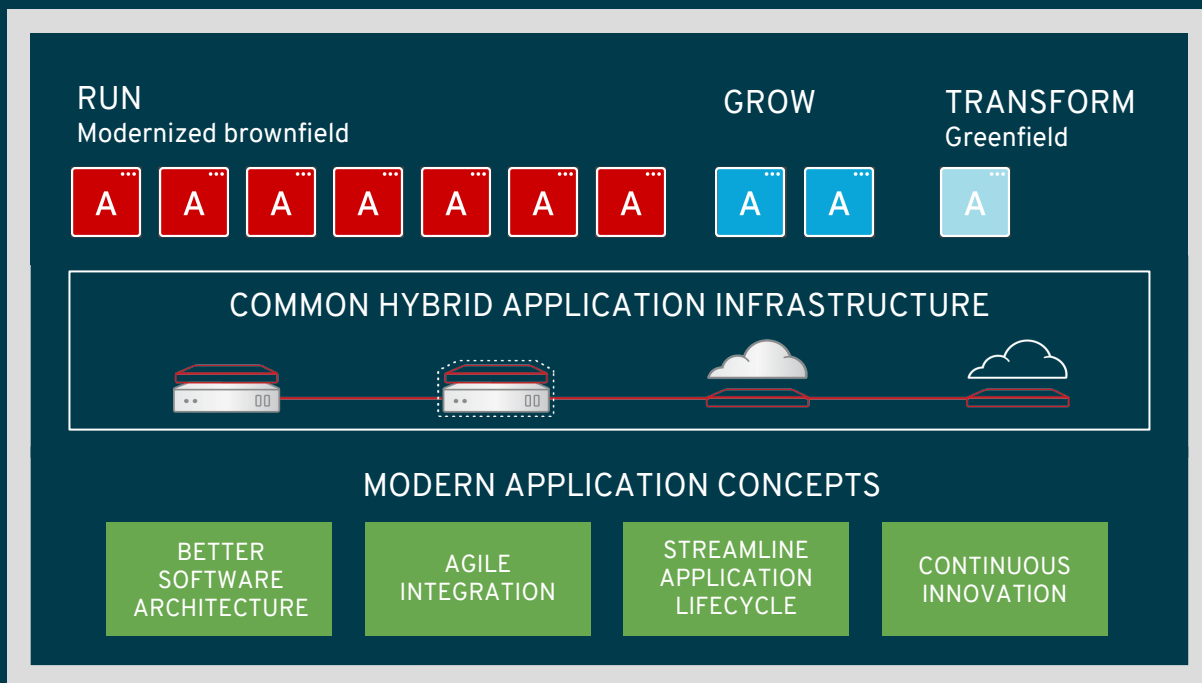 RUN
Modernized brownfield
GROW
TRANSFORM
Greenfield
A A A A A A A A A A
COMMON HYBRID APPLICATION INFRASTRUCTURE
MODERN APPLICATION CONCEPTS
BETTER
SOFTWARE
ARCHITECTURE
AGILE
INTEGRATION
STREAMLINE
APPLICATION
LIFECYCLE
CONTINUOUS
INNOVATION